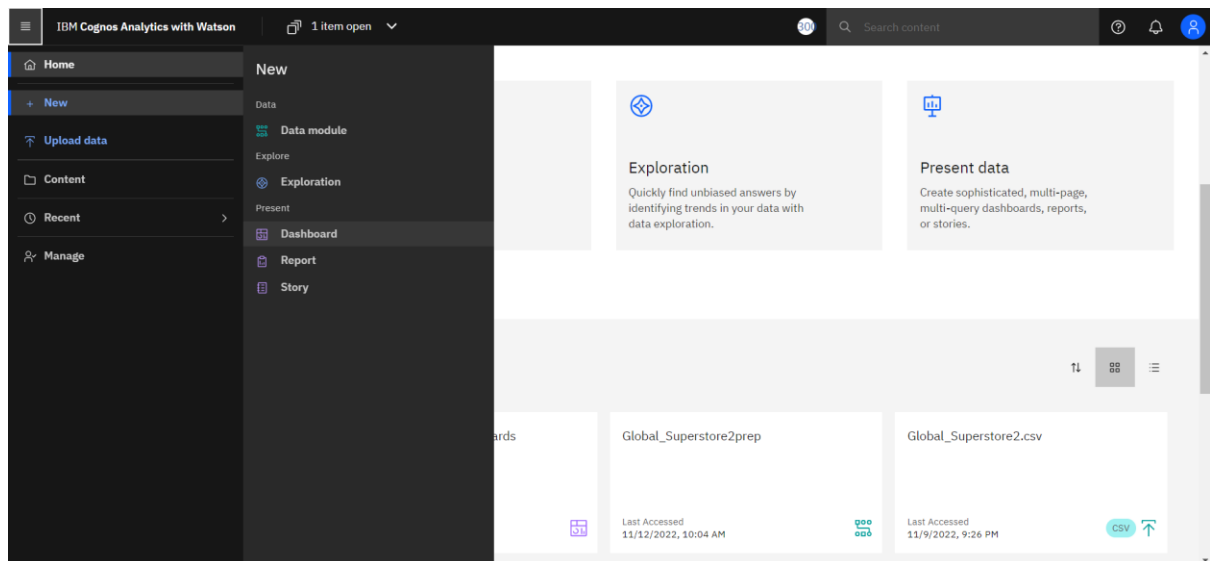 IBM Cognos Analytics with Watson
1 item open
Search content
Home
New
Upload data
Content
Recent
Manage
New
Data
Data module
Explore
Exploration
Present
Dashboard
Report
Story
Exploration
Quickly find unbiased answers by
identifying trends in your data with
data exploration.
Present data
Create sophisticated, multi-page,
multi-query dashboards, reports,
or stories.
ards
Global_Superstore2prep
Last Accessed
11/12/2022, 10:04 AM
Global_Superstore2.csv
Last Accessed
11/9/2022, 9:26 PM
CSV